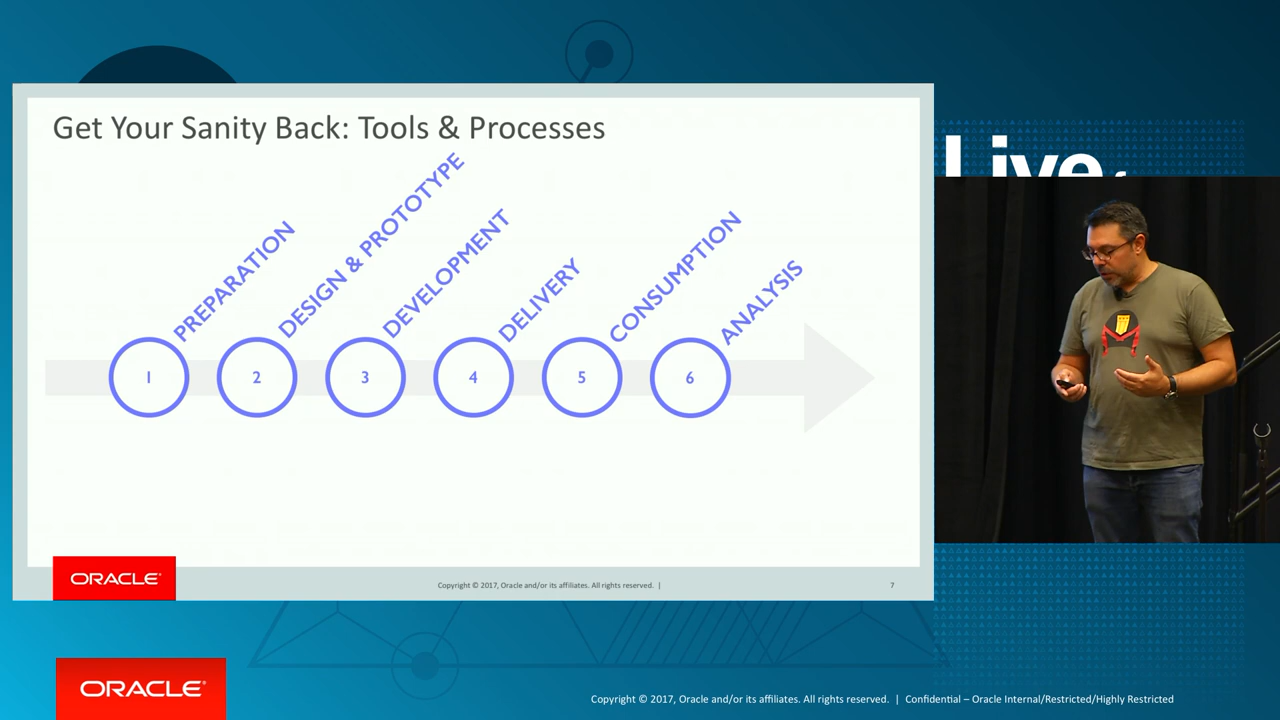 Live
Get Your Sanity Back: Tools & Processes
PREPARATION
DESIGN & PROTOTYPE
DEVELOPMENT
DELIVERY
CONSUMPTION
ANALYSIS
1
2
3
4
5
6
ORACLE®
Copyright © 2017, Oracle and/or its affiliates. All rights reserved. |
7
ORACLE®
Copyright © 2017, Oracle and/or its affiliates. All rights reserved. | Confidential – Oracle Internal/Restricted/Highly Restricted